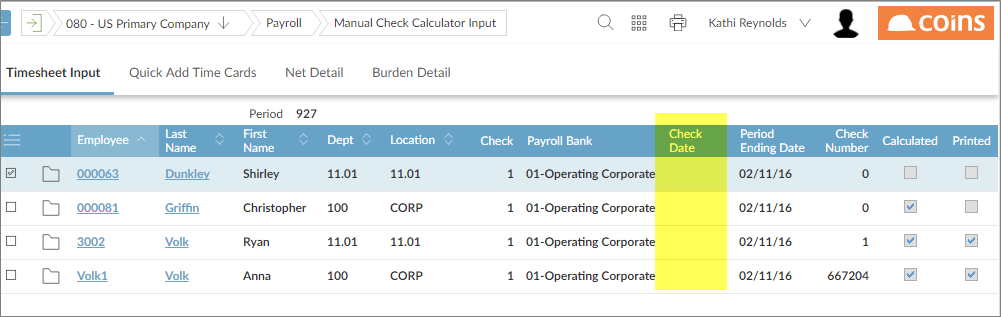 080 - US Primary Company Payroll Manual Check Calculator Input Kathi Reynolds coins
Timesheet Input Quick Add Time Cards Net Detail Burden Detail
Period 927
Employee Last Name First Name Dept Location Check Payroll Bank Check Date Period Ending Date Check Number Calculated Printed
000063 Dunkley Shirley 11.01 11.01 1 01-Operating Corporate 02/11/16 0
000081 Griffin Christopher 100 CORP 1 01-Operating Corporate 02/11/16 0
3002 Volk Ryan 11.01 11.01 1 01-Operating Corporate 02/11/16 1
Volk1 Volk Anna 100 CORP 1 01-Operating Corporate 02/11/16 667204